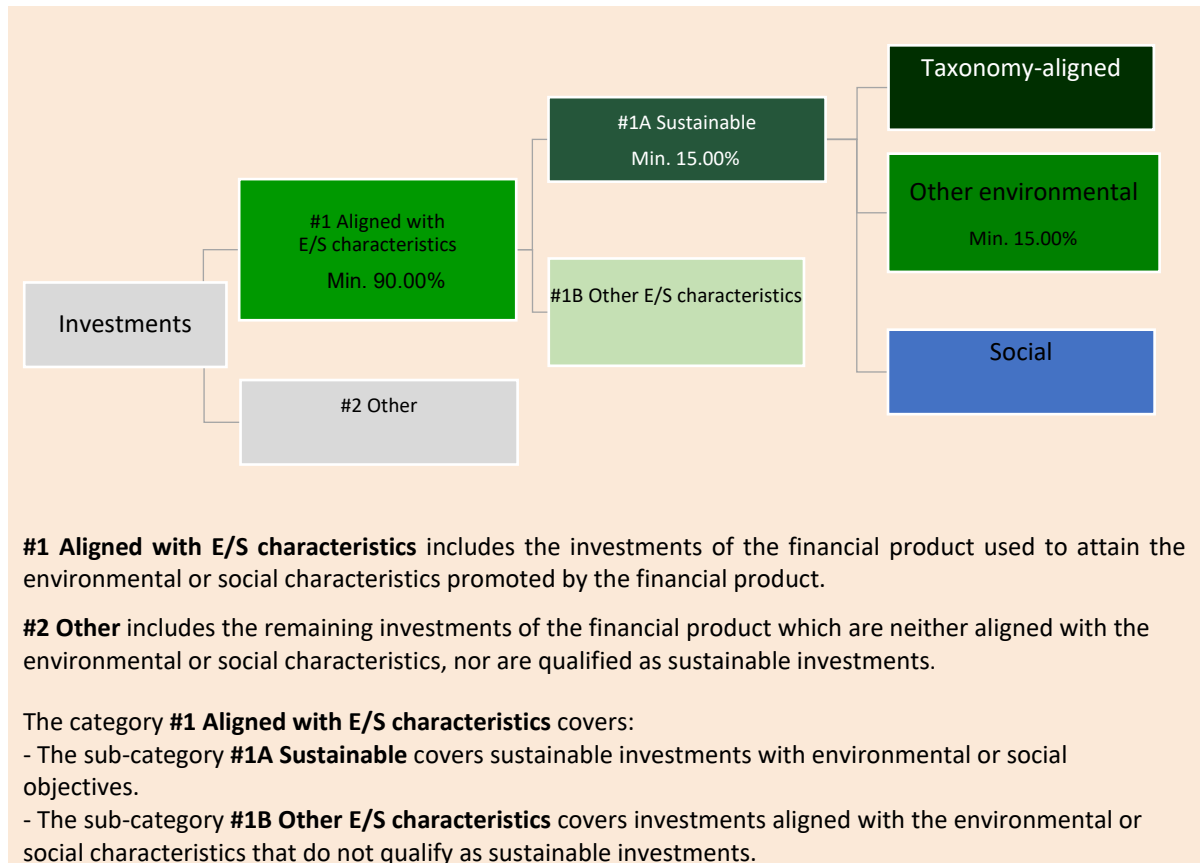 Taxonomy-aligned
#1A Sustainable
Min. 15.00%
Other environmental
Min. 15.00%
#1 Aligned with
E/S characteristics
Min. 90.00%
#1B Other E/S characteristics
Investments
Social
#2 Other
#1 Aligned with E/S characteristics includes the investments of the financial product used to attain the
environmental or social characteristics promoted by the financial product.
#2 Other includes the remaining investments of the financial product which are neither aligned with the
environmental or social characteristics, nor are qualified as sustainable investments.
The category #1 Aligned with E/S characteristics covers:
- The sub-category #1A Sustainable covers sustainable investments with environmental or social
objectives.
- The sub-category #1B Other E/S characteristics covers investments aligned with the environmental or
social characteristics that do not qualify as sustainable investments.